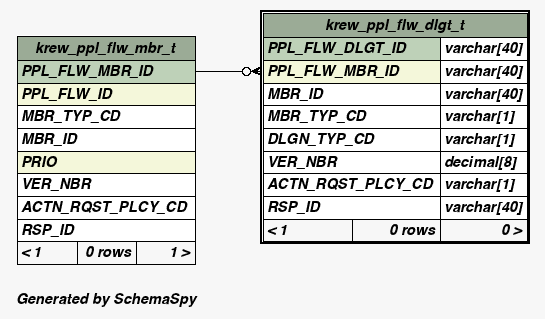 krew_ppl_flw_mbr_t
PPL_FLW_MBR_ID
PPL_FLW_ID
MBR_TYP_CD
MBR_ID
PRIO
VER_NBR
ACTN_RQST_PLCY_CD
RSP_ID
< 1 0 rows 1 >
krew_ppl_flw_dlgt_t
PPL_FLW_DLGT_ID varchar[40]
PPL_FLW_MBR_ID varchar[40]
MBR_ID varchar[40]
MBR_TYP_CD varchar[1]
DLGN_TYP_CD varchar[1]
VER_NBR decimal[8]
ACTN_RQST_PLCY_CD varchar[1]
RSP_ID varchar[40]
< 1 0 rows 0 >
Generated by SchemaSpy